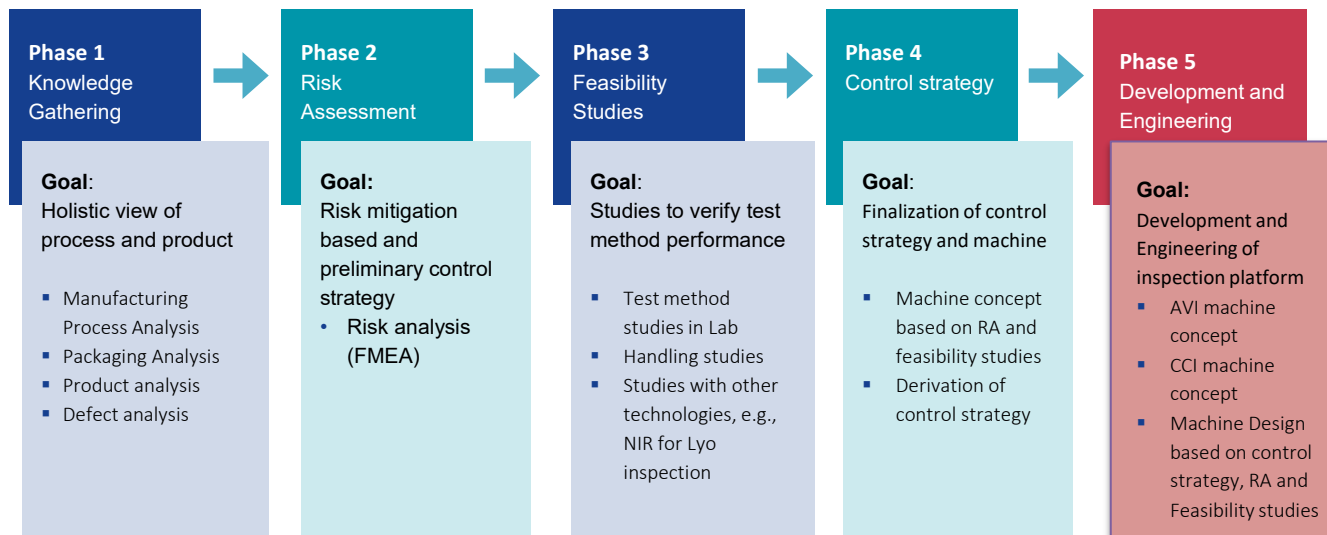 Phase 1
Knowledge
Gathering
Goal:
Holistic view of
process and product
▪ Manufacturing
Process Analysis
▪ Packaging Analysis
▪ Product analysis
▪ Defect analysis
Phase 2
Risk
Assessment
Goal:
Risk mitigation
based and
preliminary control
strategy
• Risk analysis
(FMEA)
Phase 3
Feasibility
Studies
Goal:
Studies to verify test
method performance
▪ Test method
studies in Lab
▪ Handling studies
▪ Studies with other
technologies, e.g.,
NIR for Lyo
inspection
Phase 4
Control strategy
Goal:
Finalization of control
strategy and machine
▪ Machine concept
based on RA and
feasibility studies
▪ Derivation of
control strategy
Phase 5
Development and
Engineering
Goal:
Development and
Engineering of
inspection platform
▪ AVI machine
concept
▪ CCI machine
concept
▪ Machine Design
based on control
strategy, RA and
Feasibility studies